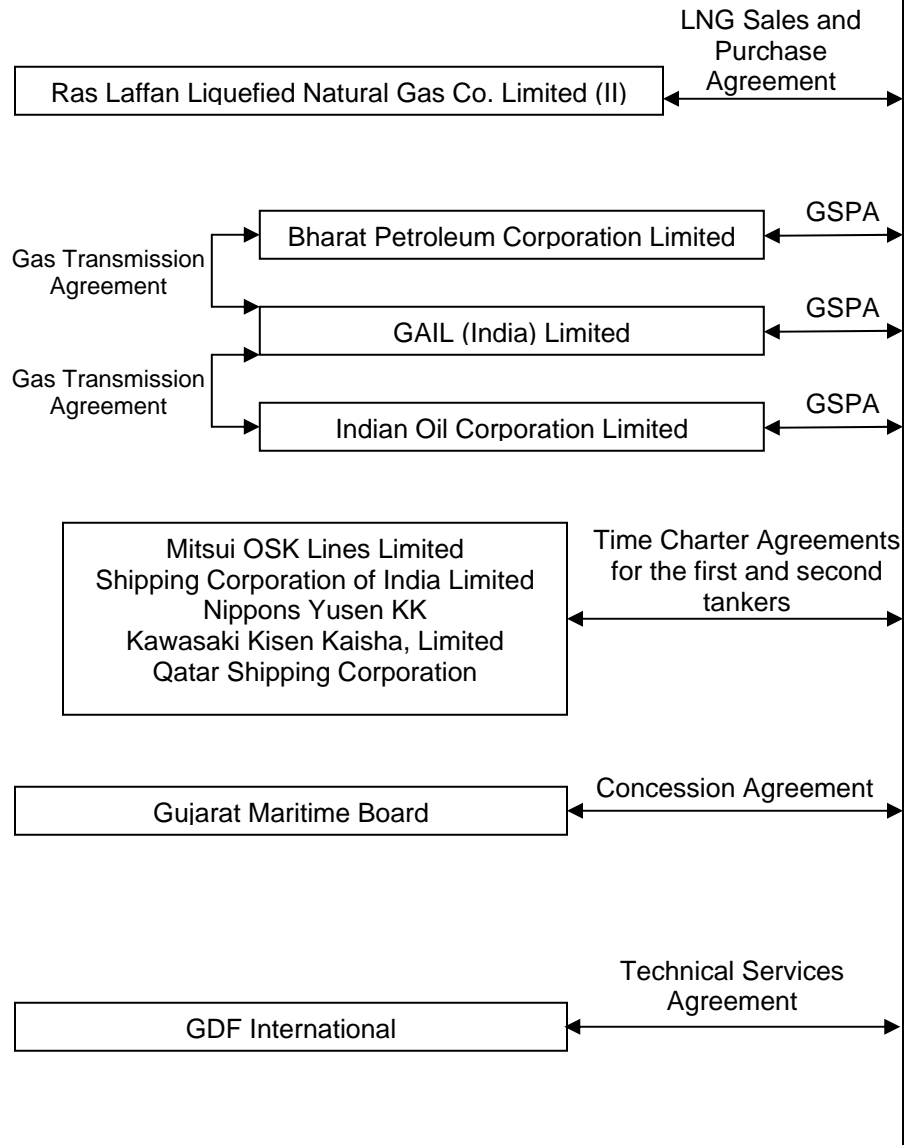 LNG Sales and
Purchase
Agreement
Ras Laffan Liquefied Natural Gas Co. Limited (II)
GSPA
Bharat Petroleum Corporation Limited
Gas Transmission
Agreement
GSPA
GAIL (India) Limited
Gas Transmission
Agreement
GSPA
Indian Oil Corporation Limited
Mitsui OSK Lines Limited
Shipping Corporation of India Limited
Nippons Yusen KK
Kawasaki Kisen Kaisha, Limited
Qatar Shipping Corporation
Time Charter Agreements
for the first and second
tankers
Concession Agreement
Gujarat Maritime Board
Technical Services
Agreement
GDF International